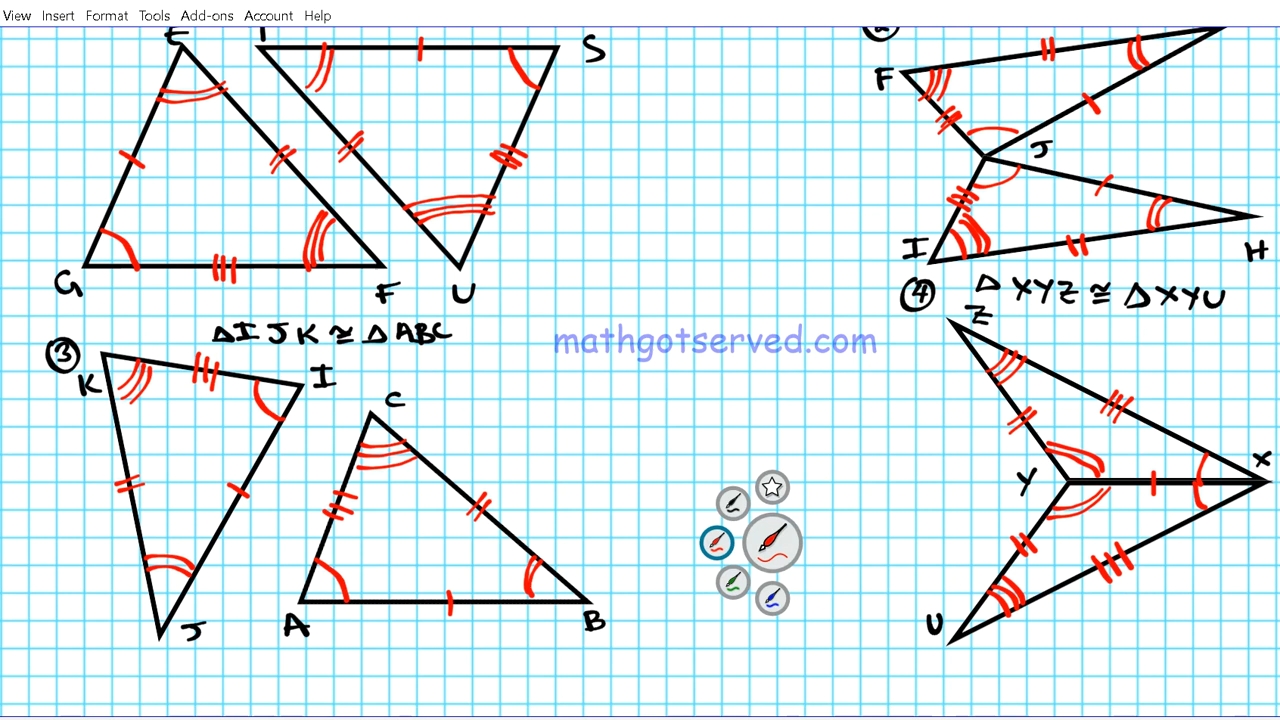 View Insert Format Tools Add-ons Account Help
E
S
F
J
G
F
U
I
H
④ △XYZ ≅ △XYU
△IJK ≅ △ABC
③
mathgotserved.com
Z
K
I
C
X
Y
A
J
B
U